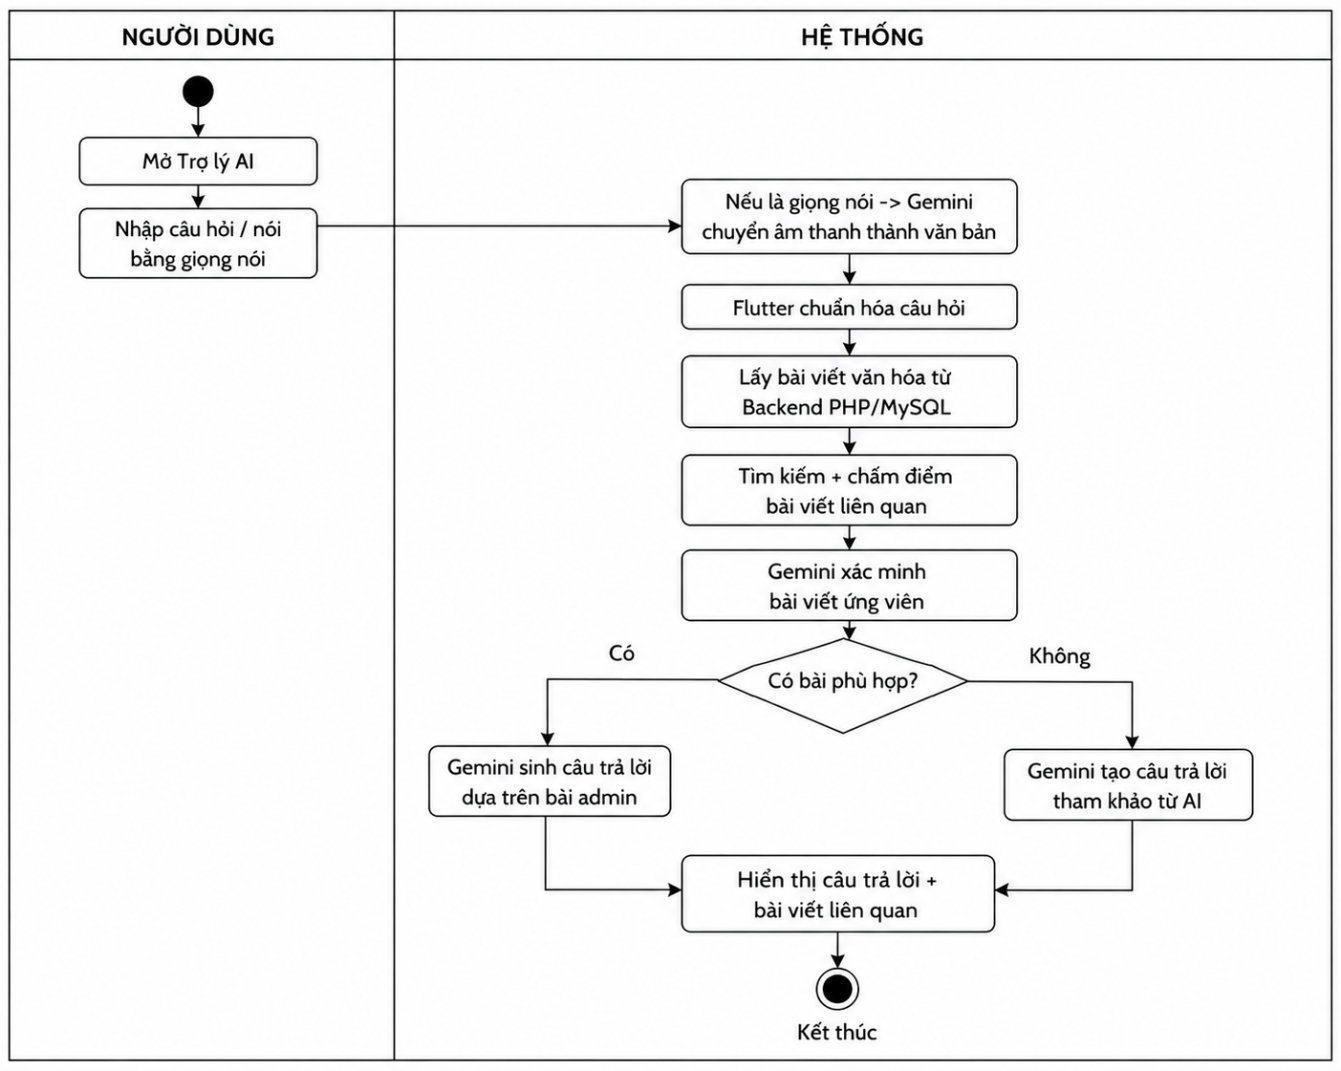 NGƯỜI DÙNG
HỆ THỐNG
Mở Trợ lý AI
Nhập câu hỏi / nói
bằng giọng nói
Nếu là giọng nói -> Gemini
chuyển âm thanh thành văn bản
Flutter chuẩn hóa câu hỏi
Lấy bài viết văn hóa từ
Backend PHP/MySQL
Tìm kiếm + chấm điểm
bài viết liên quan
Gemini xác minh
bài viết ứng viên
Có
Không
Có bài phù hợp?
Gemini sinh câu trả lời
dựa trên bài admin
Gemini tạo câu trả lời
tham khảo từ AI
Hiển thị câu trả lời +
bài viết liên quan
Kết thúc